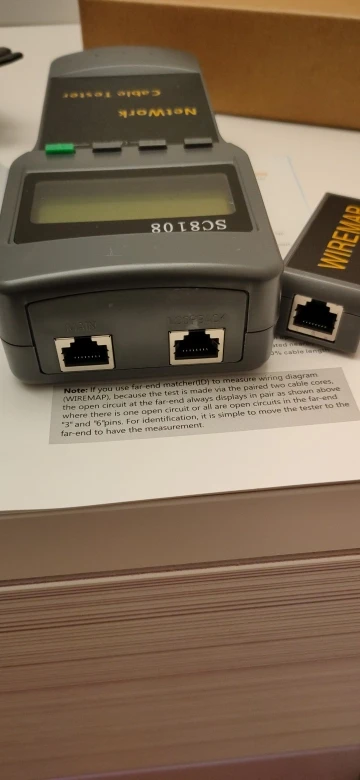 NetWork
Cable Tester
SC8108
WIREMAP
Note: If you use far-end matcher(ID) to measure wiring diagram
(WIREMAP), because the test is made via the paired two cable cores,
the open circuit at the far-end always displays in pair as shown above
where there is one open circuit or all are open circuits in the far-end
"3" and "6"pins. For identification, it is simple to move the tester to the
far-end to have the measurement.
% cable leng